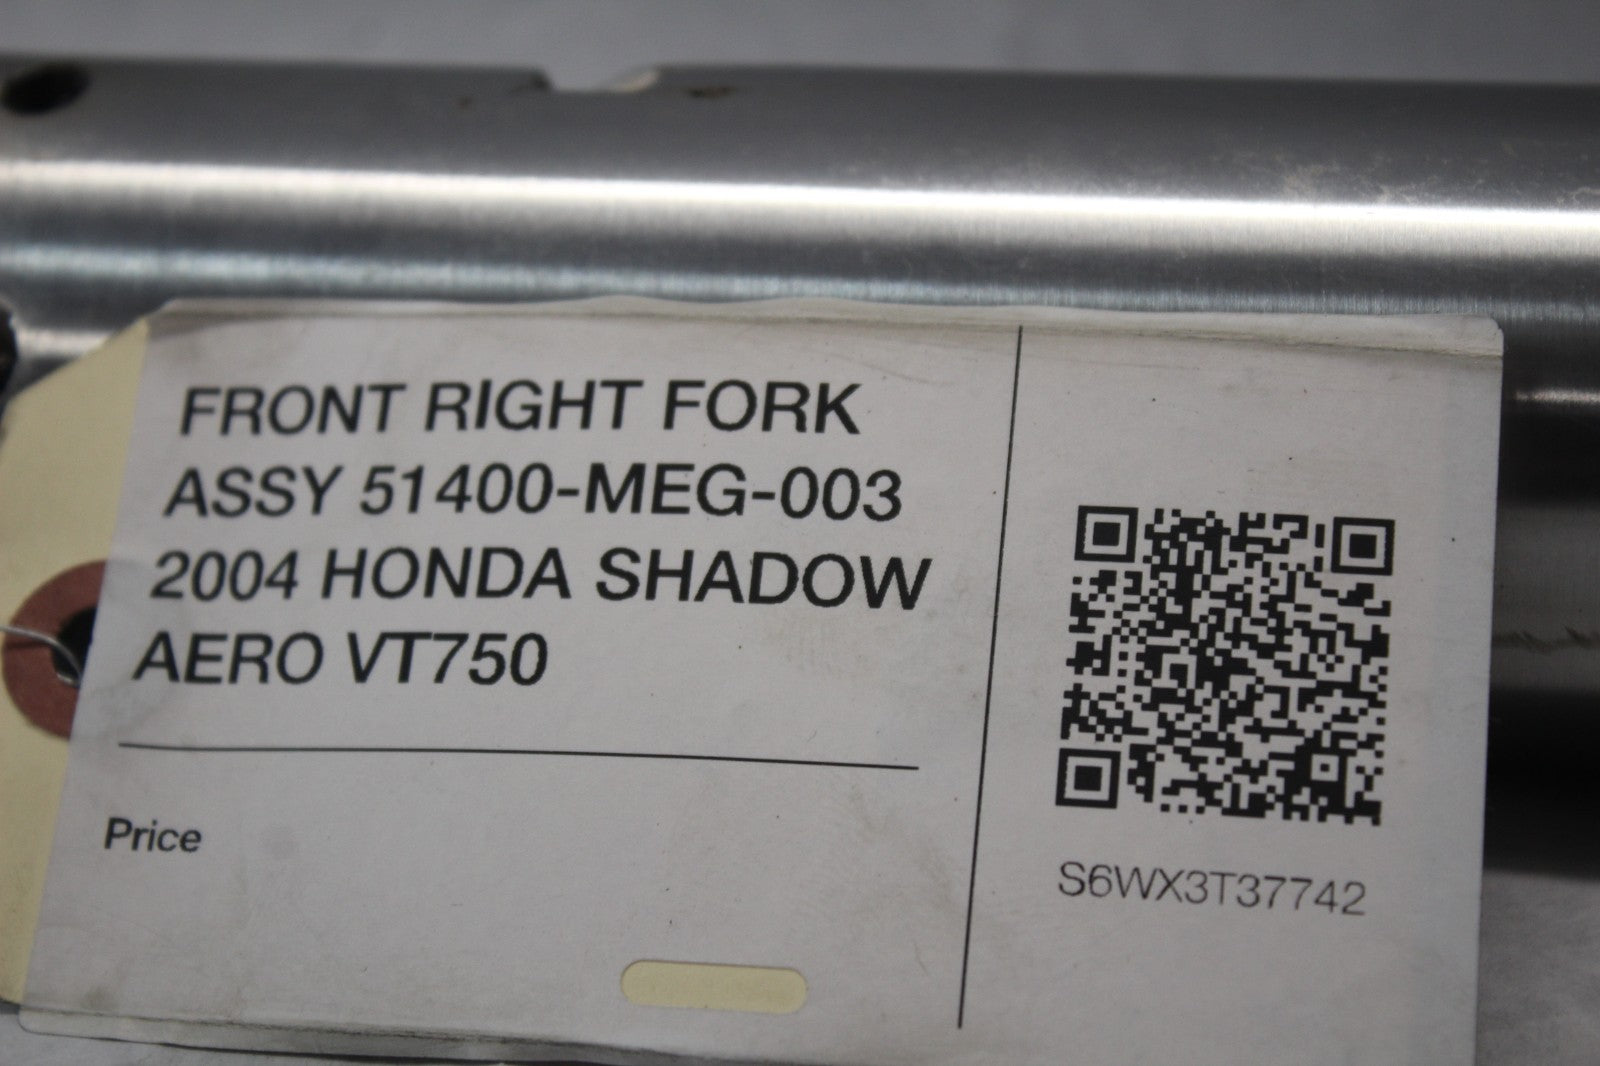 FRONT RIGHT FORK
ASSY 51400-MEG-003
2004 HONDA SHADOW
AERO VT750
Price
S6WX3T37742